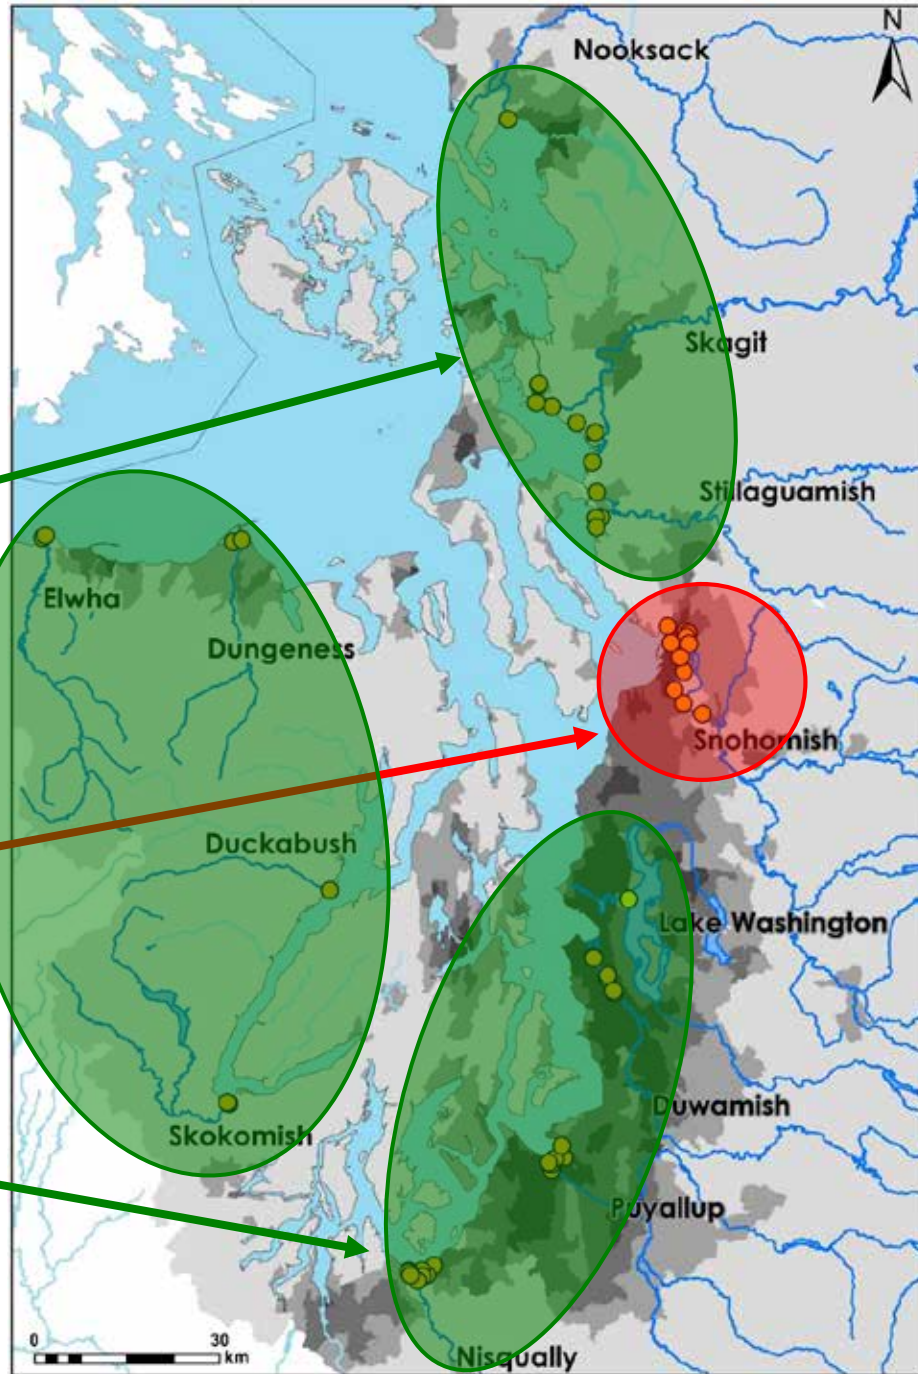 N
Nooksack
Skagit
Stillaguamish
Elwha
Dungeness
Snohomish
Duckabush
Lake Washington
Duwamish
Skokomish
Puyallup
0 30
km
Nisqually